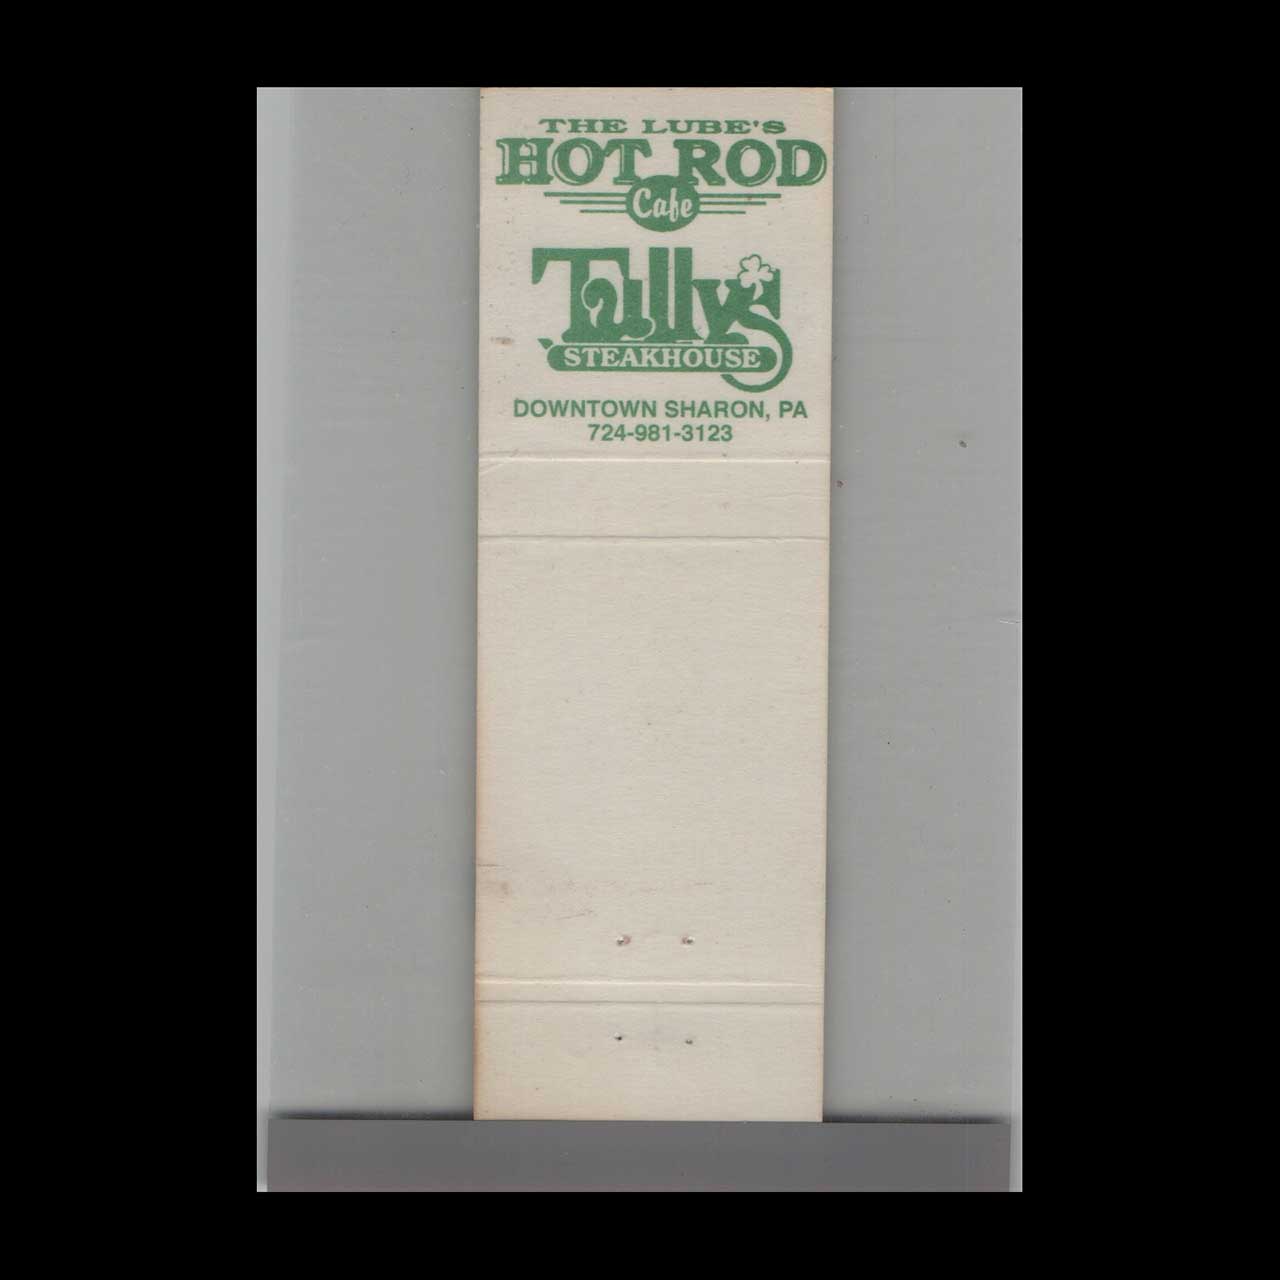 THE LUBE'S
HOT ROD
Cafe
Tully's
STEAKHOUSE
DOWNTOWN SHARON, PA
724-981-3123